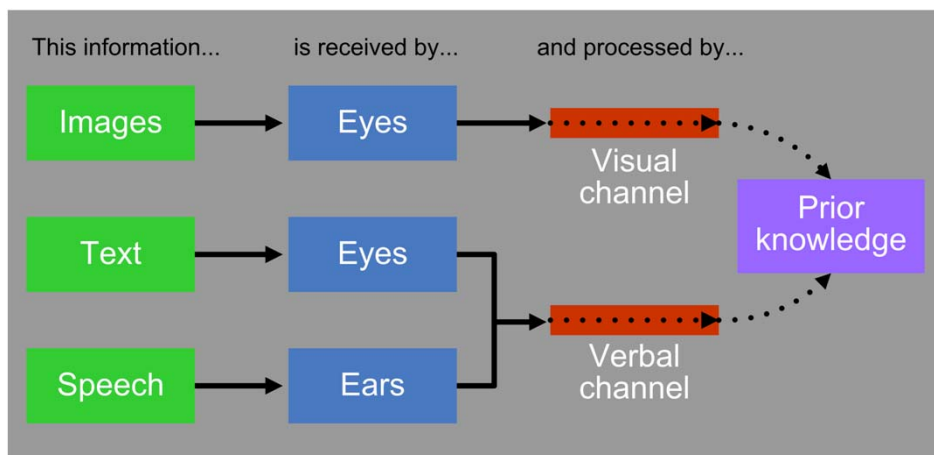 This information...
is received by...
and processed by...
Images
Eyes
Visual
channel
Prior
knowledge
Text
Eyes
Speech
Ears
Verbal
channel